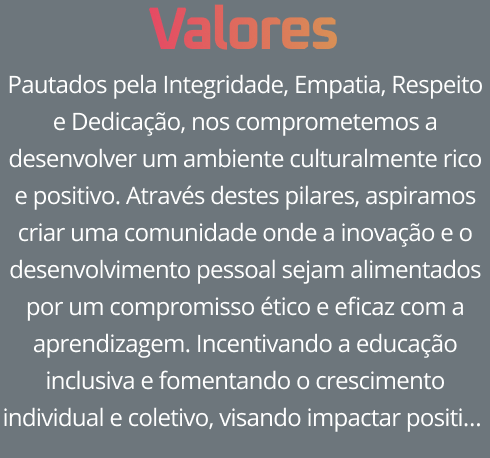 Valores
Pautados pela Integridade, Empatia, Respeito
e Dedicação, nos comprometemos a
desenvolver um ambiente culturalmente rico
e positivo. Através destes pilares, aspiramos
criar uma comunidade onde a inovação e o
desenvolvimento pessoal sejam alimentados
por um compromisso ético e eficaz com a
aprendizagem. Incentivando a educação
inclusiva e fomentando o crescimento
individual e coletivo, visando impactar positi...